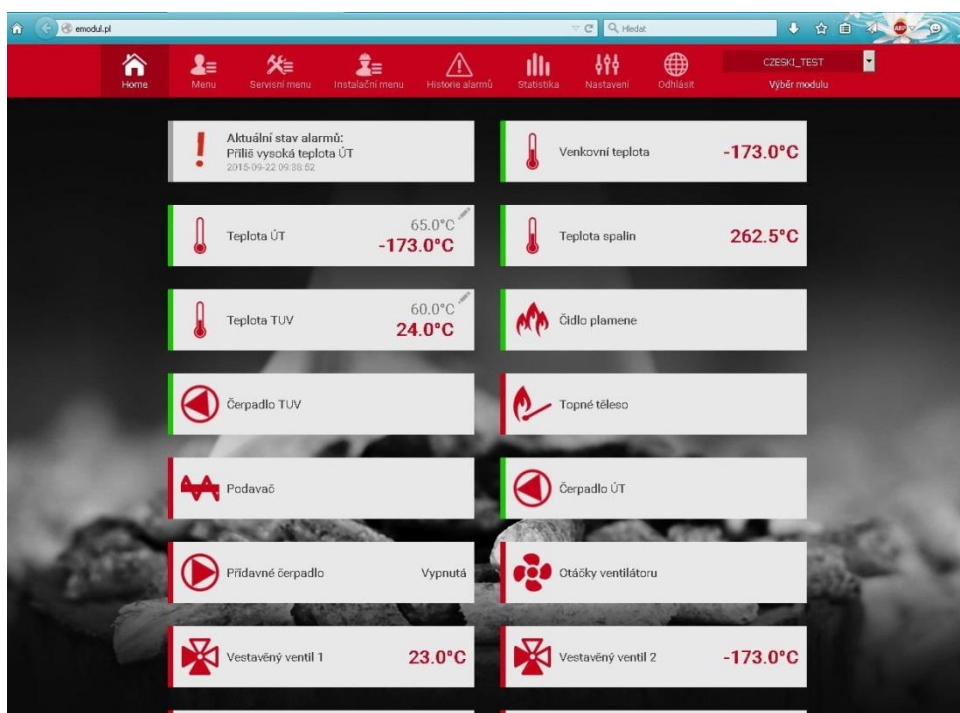 emodul.pl
Hledat
ABP
Home
Menu
Servisní menu
Instalační menu
Historie alarmů
Statistika
Nastavení
Odhlásit
CZESKI_TEST
Výběr modulu
Aktuální stav alarmů:
Příliš vysoká teplota ÚT
2015-09-22 09:38:52
Venkovní teplota
-173.0°C
Teplota ÚT
65.0°C
-173.0°C
Teplota spalin
262.5°C
Teplota TUV
60.0°C
24.0°C
Čidlo plamene
Čerpadlo TUV
Topné těleso
Podavač
Čerpadlo ÚT
Přídavné čerpadlo
Vypnutá
Otáčky ventilátoru
Vestavěný ventil 1
23.0°C
Vestavěný ventil 2
-173.0°C